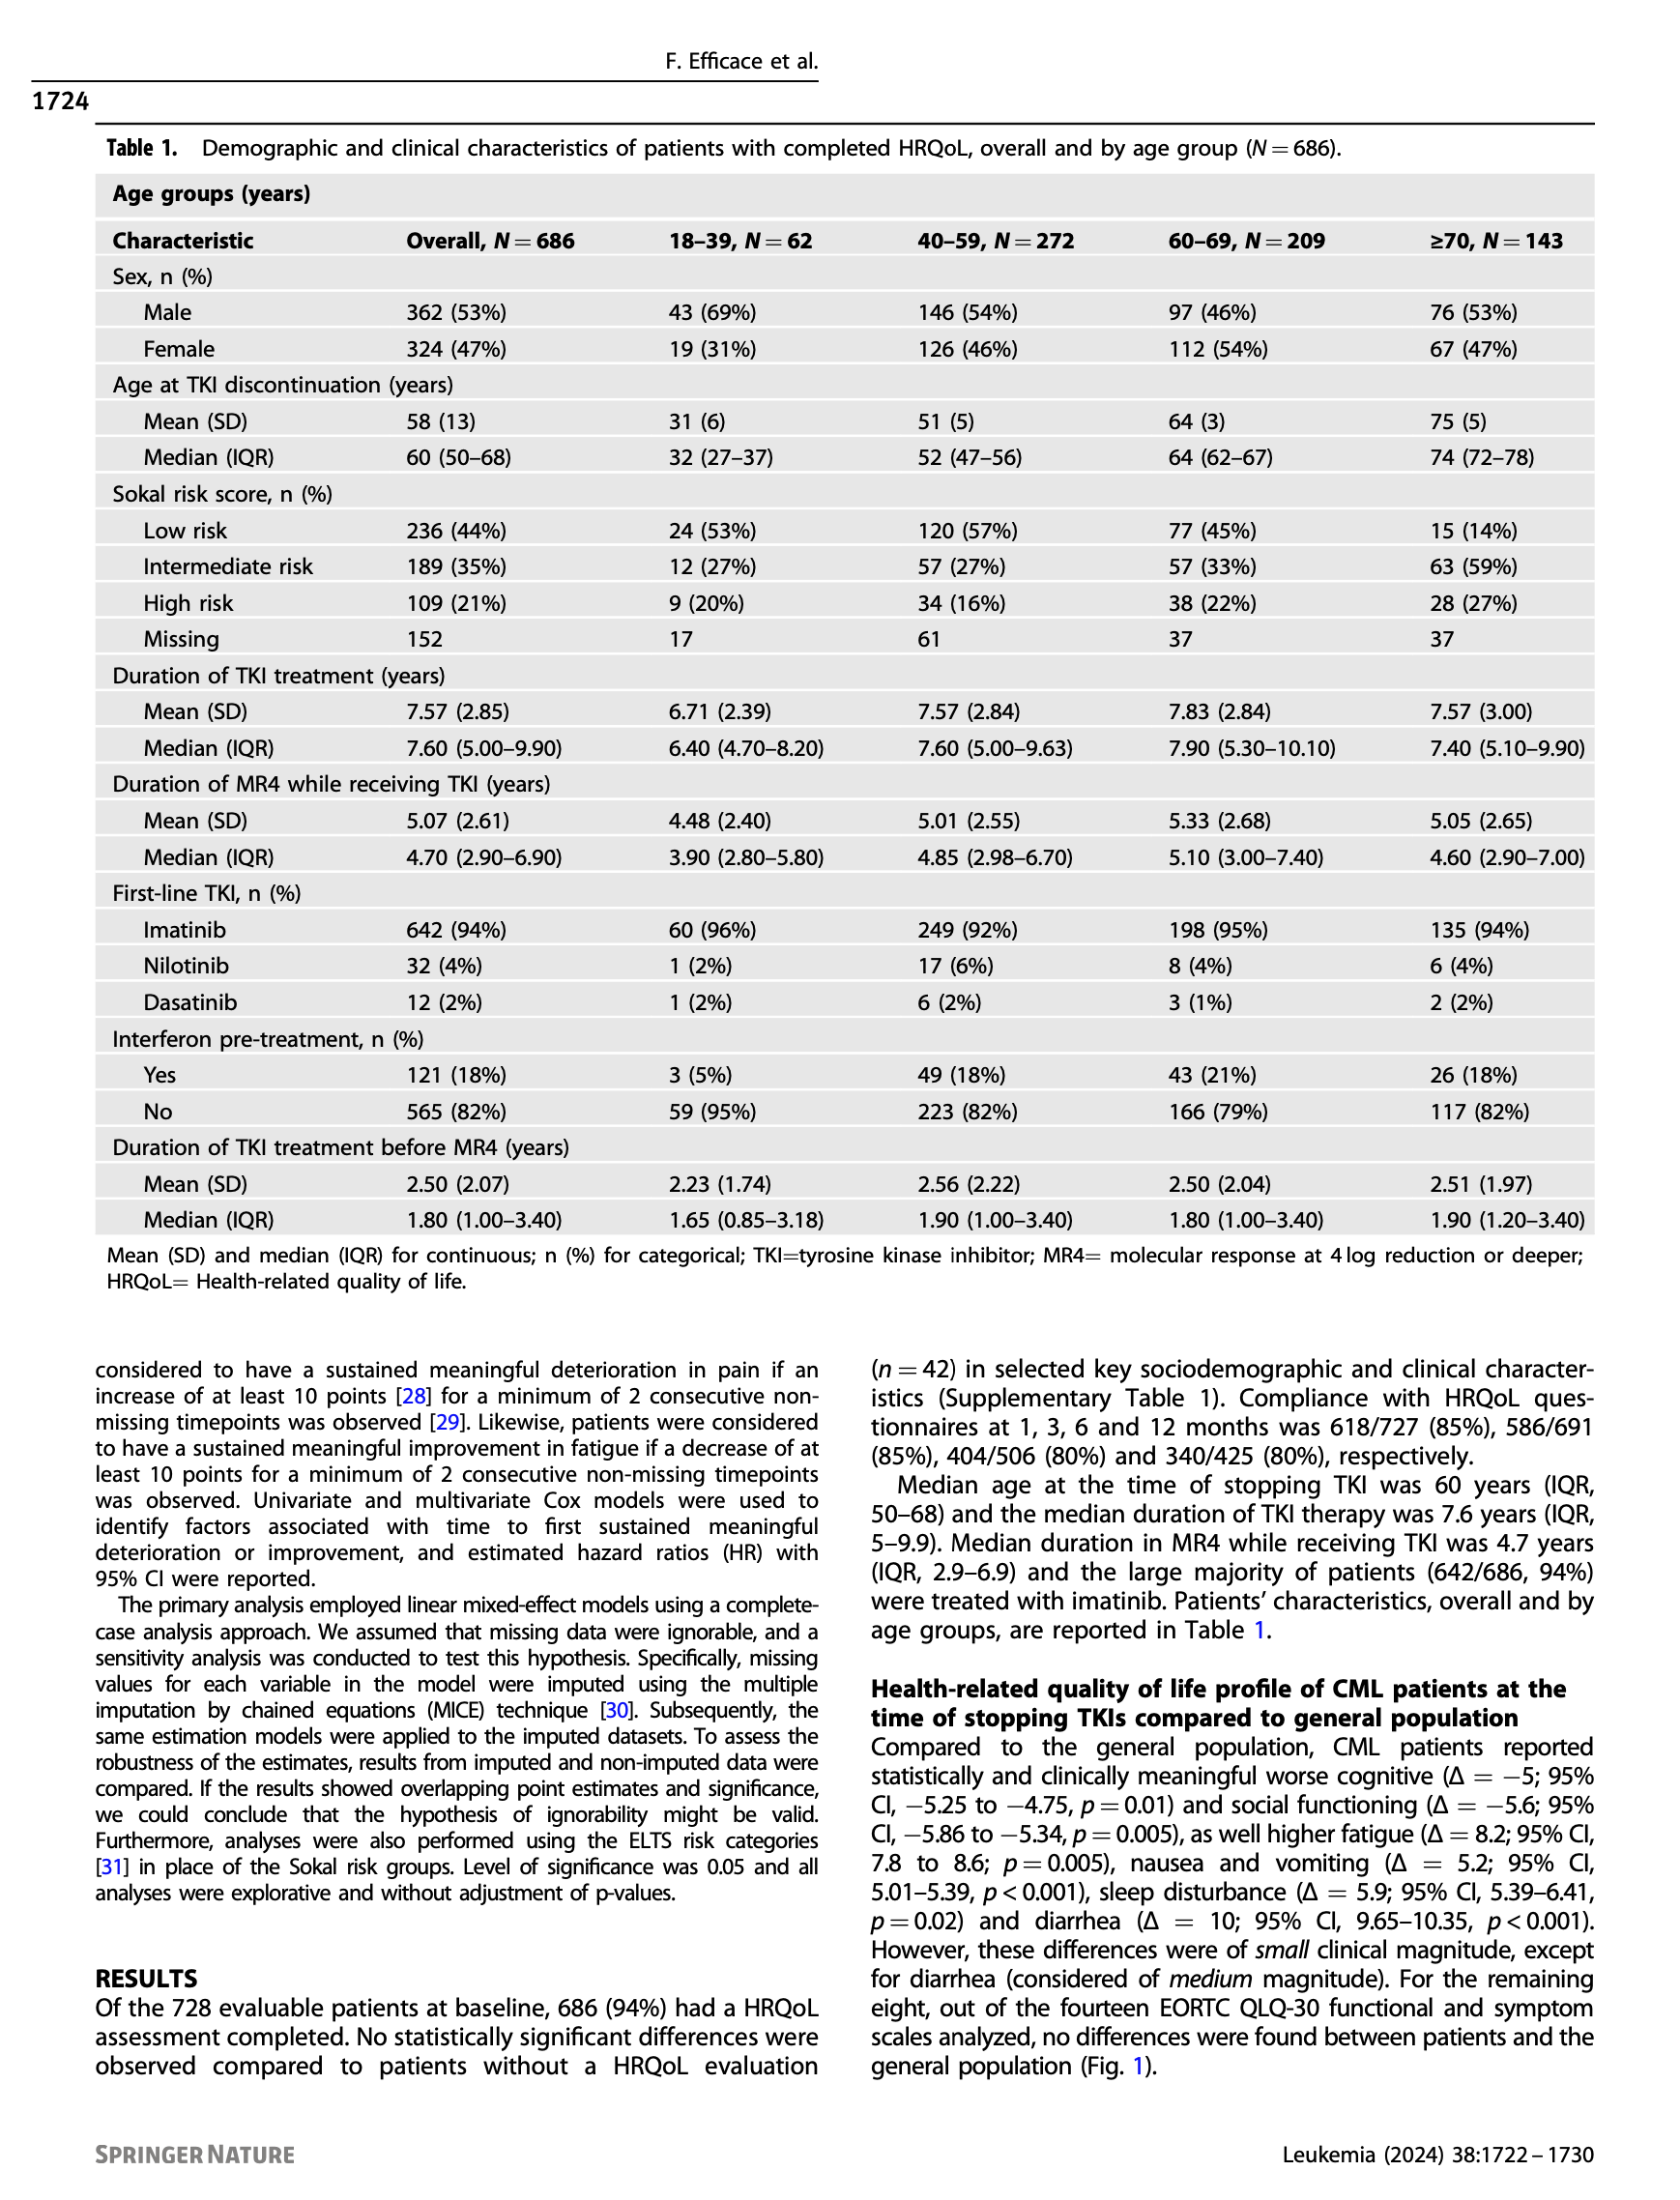 F. Efficace et al.
1724
Table 1. Demographic and clinical characteristics of patients with completed HRQoL, overall and by age group (N = 686).
Age groups (years)
Characteristic Overall, N = 686 18–39, N = 62 40–59, N = 272 60–69, N = 209 ≥70, N = 143
Sex, n (%)
Male 362 (53%) 43 (69%) 146 (54%) 97 (46%) 76 (53%)
Female 324 (47%) 19 (31%) 126 (46%) 112 (54%) 67 (47%)
Age at TKI discontinuation (years)
Mean (SD) 58 (13) 31 (6) 51 (5) 64 (3) 75 (5)
Median (IQR) 60 (50–68) 32 (27–37) 52 (47–56) 64 (62–67) 74 (72–78)
Sokal risk score, n (%)
Low risk 236 (44%) 24 (53%) 120 (57%) 77 (45%) 15 (14%)
Intermediate risk 189 (35%) 12 (27%) 57 (27%) 57 (33%) 63 (59%)
High risk 109 (21%) 9 (20%) 34 (16%) 38 (22%) 28 (27%)
Missing 152 17 61 37 37
Duration of TKI treatment (years)
Mean (SD) 7.57 (2.85) 6.71 (2.39) 7.57 (2.84) 7.83 (2.84) 7.57 (3.00)
Median (IQR) 7.60 (5.00–9.90) 6.40 (4.70–8.20) 7.60 (5.00–9.63) 7.90 (5.30–10.10) 7.40 (5.10–9.90)
Duration of MR4 while receiving TKI (years)
Mean (SD) 5.07 (2.61) 4.48 (2.40) 5.01 (2.55) 5.33 (2.68) 5.05 (2.65)
Median (IQR) 4.70 (2.90–6.90) 3.90 (2.80–5.80) 4.85 (2.98–6.70) 5.10 (3.00–7.40) 4.60 (2.90–7.00)
First-line TKI, n (%)
Imatinib 642 (94%) 60 (96%) 249 (92%) 198 (95%) 135 (94%)
Nilotinib 32 (4%) 1 (2%) 17 (6%) 8 (4%) 6 (4%)
Dasatinib 12 (2%) 1 (2%) 6 (2%) 3 (1%) 2 (2%)
Interferon pre-treatment, n (%)
Yes 121 (18%) 3 (5%) 49 (18%) 43 (21%) 26 (18%)
No 565 (82%) 59 (95%) 223 (82%) 166 (79%) 117 (82%)
Duration of TKI treatment before MR4 (years)
Mean (SD) 2.50 (2.07) 2.23 (1.74) 2.56 (2.22) 2.50 (2.04) 2.51 (1.97)
Median (IQR) 1.80 (1.00–3.40) 1.65 (0.85–3.18) 1.90 (1.00–3.40) 1.80 (1.00–3.40) 1.90 (1.20–3.40)
Mean (SD) and median (IQR) for continuous; n (%) for categorical; TKI=tyrosine kinase inhibitor; MR4= molecular response at 4 log reduction or deeper;
HRQoL= Health-related quality of life.
considered to have a sustained meaningful deterioration in pain if an
increase of at least 10 points [28] for a minimum of 2 consecutive non-
missing timepoints was observed [29]. Likewise, patients were considered
to have a sustained meaningful improvement in fatigue if a decrease of at
least 10 points for a minimum of 2 consecutive non-missing timepoints
was observed. Univariate and multivariate Cox models were used to
identify factors associated with time to first sustained meaningful
deterioration or improvement, and estimated hazard ratios (HR) with
95% CI were reported.
The primary analysis employed linear mixed-effect models using a complete-
case analysis approach. We assumed that missing data were ignorable, and a
sensitivity analysis was conducted to test this hypothesis. Specifically, missing
values for each variable in the model were imputed using the multiple
imputation by chained equations (MICE) technique [30]. Subsequently, the
same estimation models were applied to the imputed datasets. To assess the
robustness of the estimates, results from imputed and non-imputed data were
compared. If the results showed overlapping point estimates and significance,
we could conclude that the hypothesis of ignorability might be valid.
Furthermore, analyses were also performed using the ELTS risk categories
[31] in place of the Sokal risk groups. Level of significance was 0.05 and all
analyses were explorative and without adjustment of p-values.
RESULTS
Of the 728 evaluable patients at baseline, 686 (94%) had a HRQoL
assessment completed. No statistically significant differences were
observed compared to patients without a HRQoL evaluation
(n = 42) in selected key sociodemographic and clinical character-
istics (Supplementary Table 1). Compliance with HRQoL ques-
tionnaires at 1, 3, 6 and 12 months was 618/727 (85%), 586/691
(85%), 404/506 (80%) and 340/425 (80%), respectively.
Median age at the time of stopping TKI was 60 years (IQR,
50–68) and the median duration of TKI therapy was 7.6 years (IQR,
5–9.9). Median duration in MR4 while receiving TKI was 4.7 years
(IQR, 2.9–6.9) and the large majority of patients (642/686, 94%)
were treated with imatinib. Patients’ characteristics, overall and by
age groups, are reported in Table 1.
Health-related quality of life profile of CML patients at the
time of stopping TKIs compared to general population
Compared to the general population, CML patients reported
statistically and clinically meaningful worse cognitive (Δ = −5; 95%
CI, −5.25 to −4.75, p = 0.01) and social functioning (Δ = −5.6; 95%
CI, −5.86 to −5.34, p = 0.005), as well higher fatigue (Δ = 8.2; 95% CI,
7.8 to 8.6; p = 0.005), nausea and vomiting (Δ = 5.2; 95% CI,
5.01–5.39, p < 0.001), sleep disturbance (Δ = 5.9; 95% CI, 5.39–6.41,
p = 0.02) and diarrhea (Δ = 10; 95% CI, 9.65–10.35, p < 0.001).
However, these differences were of small clinical magnitude, except
for diarrhea (considered of medium magnitude). For the remaining
eight, out of the fourteen EORTC QLQ-30 functional and symptom
scales analyzed, no differences were found between patients and the
general population (Fig. 1).
SPRINGER NATURE
Leukemia (2024) 38:1722 – 1730